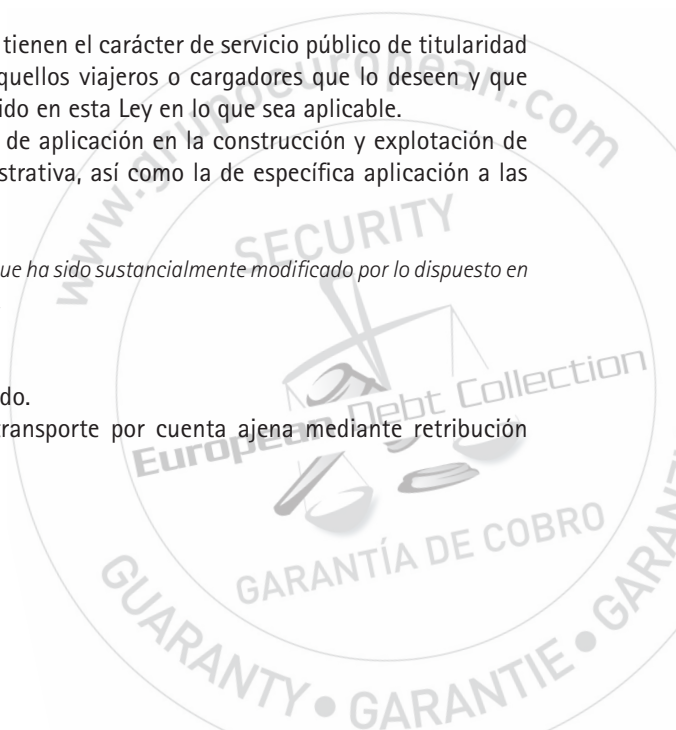 tienen el carácter de servicio público de titularidad
quellos viajeros o cargadores que lo deseen y que
ido en esta Ley en lo que sea aplicable.
de aplicación en la construcción y explotación de
strativa, así como la de específica aplicación a las
ue ha sido sustancialmente modificado por lo dispuesto en
do.
transporte por cuenta ajena mediante retribución
www.grupoeuropean.com
SECURITY
European Debt Collection
GARANTÍA DE COBRO
GUARANTY • GARANTIE • GARANT